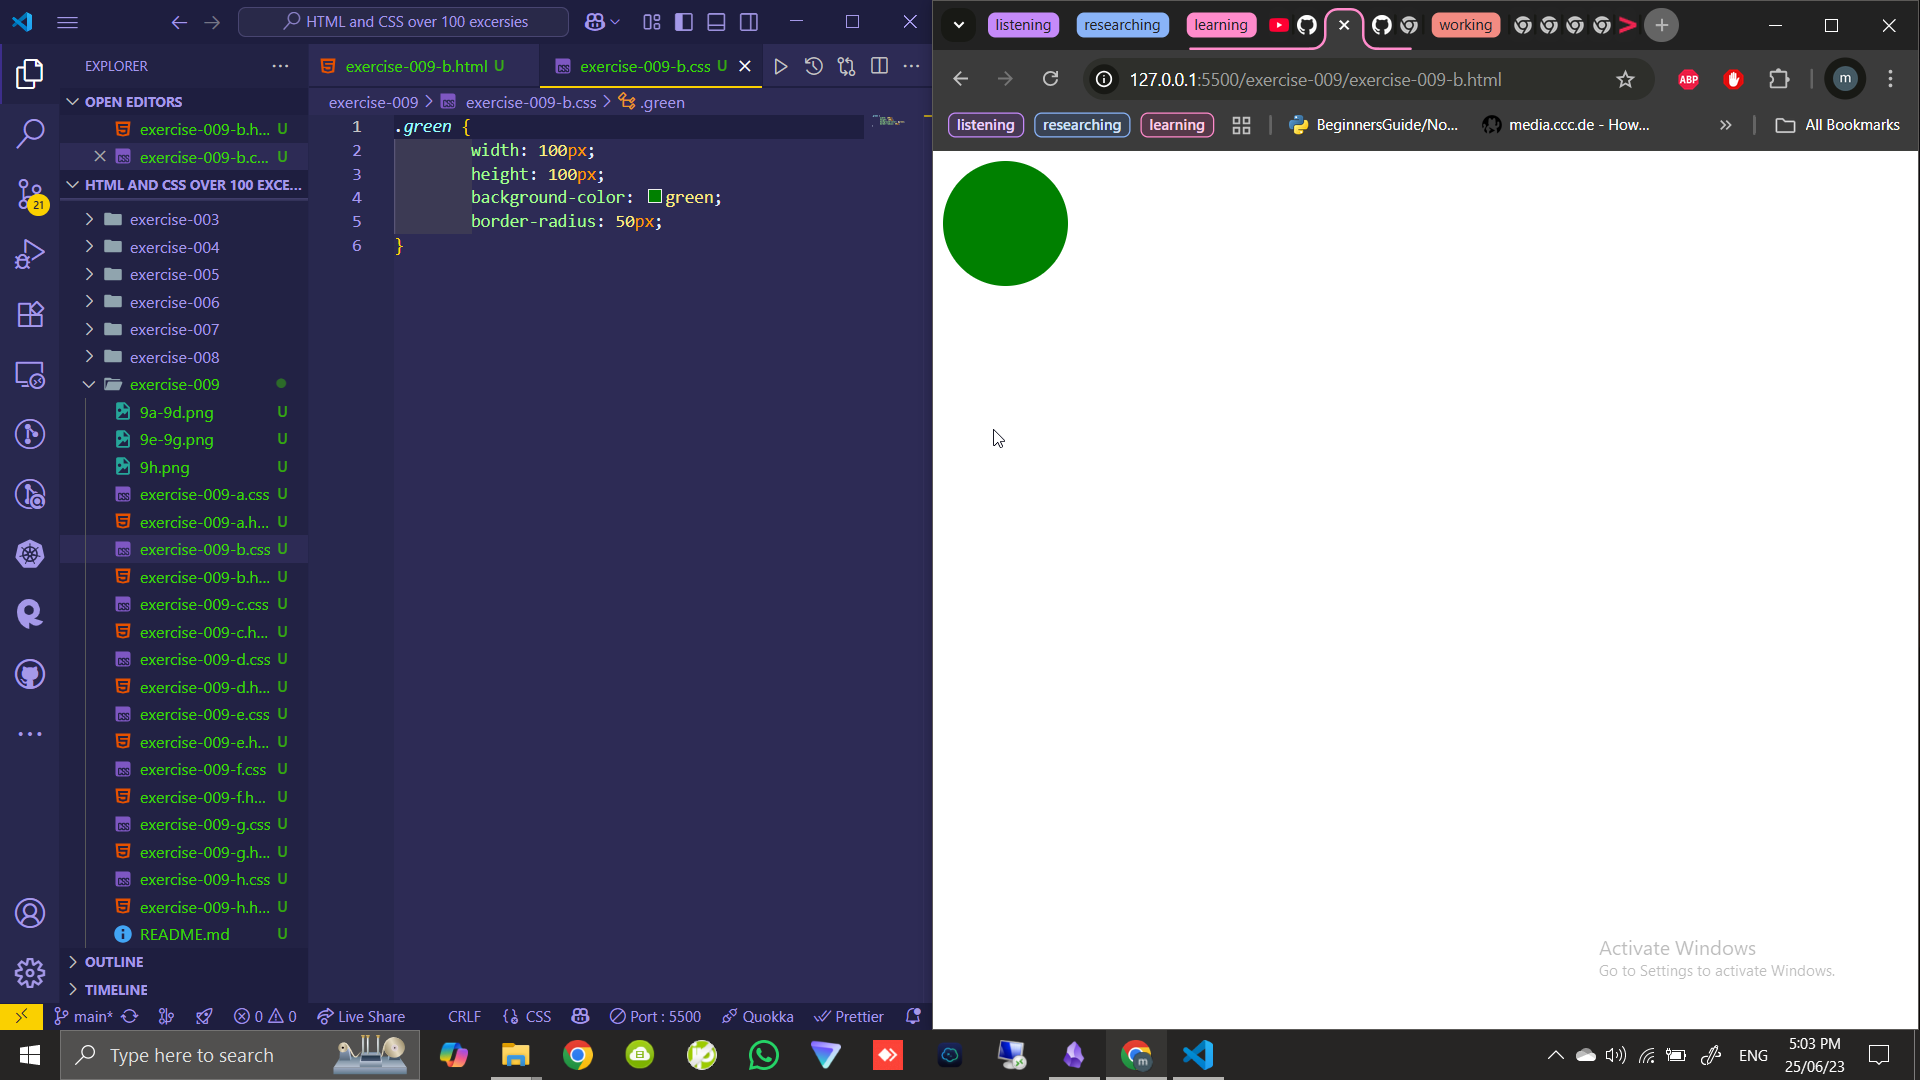 HTML and CSS over 100 excersies
EXPLORER
OPEN EDITORS
exercise-009-b.h... U
exercise-009-b.c... U
HTML AND CSS OVER 100 EXCE...
exercise-003
exercise-004
exercise-005
exercise-006
exercise-007
exercise-008
exercise-009
9a-9d.png U
9e-9g.png U
9h.png U
exercise-009-a.css U
exercise-009-a.h... U
exercise-009-b.css U
exercise-009-b.h... U
exercise-009-c.css U
exercise-009-c.h... U
exercise-009-d.css U
exercise-009-d.h... U
exercise-009-e.css U
exercise-009-e.h... U
exercise-009-f.css U
exercise-009-f.h... U
exercise-009-g.css U
exercise-009-g.h... U
exercise-009-h.css U
exercise-009-h.h... U
README.md U
OUTLINE
TIMELINE
21
exercise-009-b.html U
exercise-009-b.css U
exercise-009 > exercise-009-b.css > .green
1 .green {
2 width: 100px;
3 height: 100px;
4 background-color: green;
5 border-radius: 50px;
6 }
main* 0 0 Live Share CRLF {} CSS Port : 5500 Quokka Prettier
listening researching learning working
127.0.0.1:5500/exercise-009/exercise-009-b.html
ABP
m
listening researching learning BeginnersGuide/No... media.ccc.de - How... » All Bookmarks
Activate Windows
Go to Settings to activate Windows.
Type here to search
ENG
5:03 PM
25/06/23